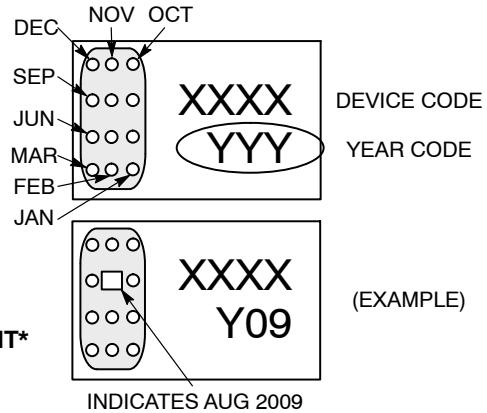 DEC NOV OCT
SEP
JUN
MAR
FEB
JAN
XXXX DEVICE CODE
YYY YEAR CODE
XXXX
Y09
(EXAMPLE)
NT*
INDICATES AUG 2009